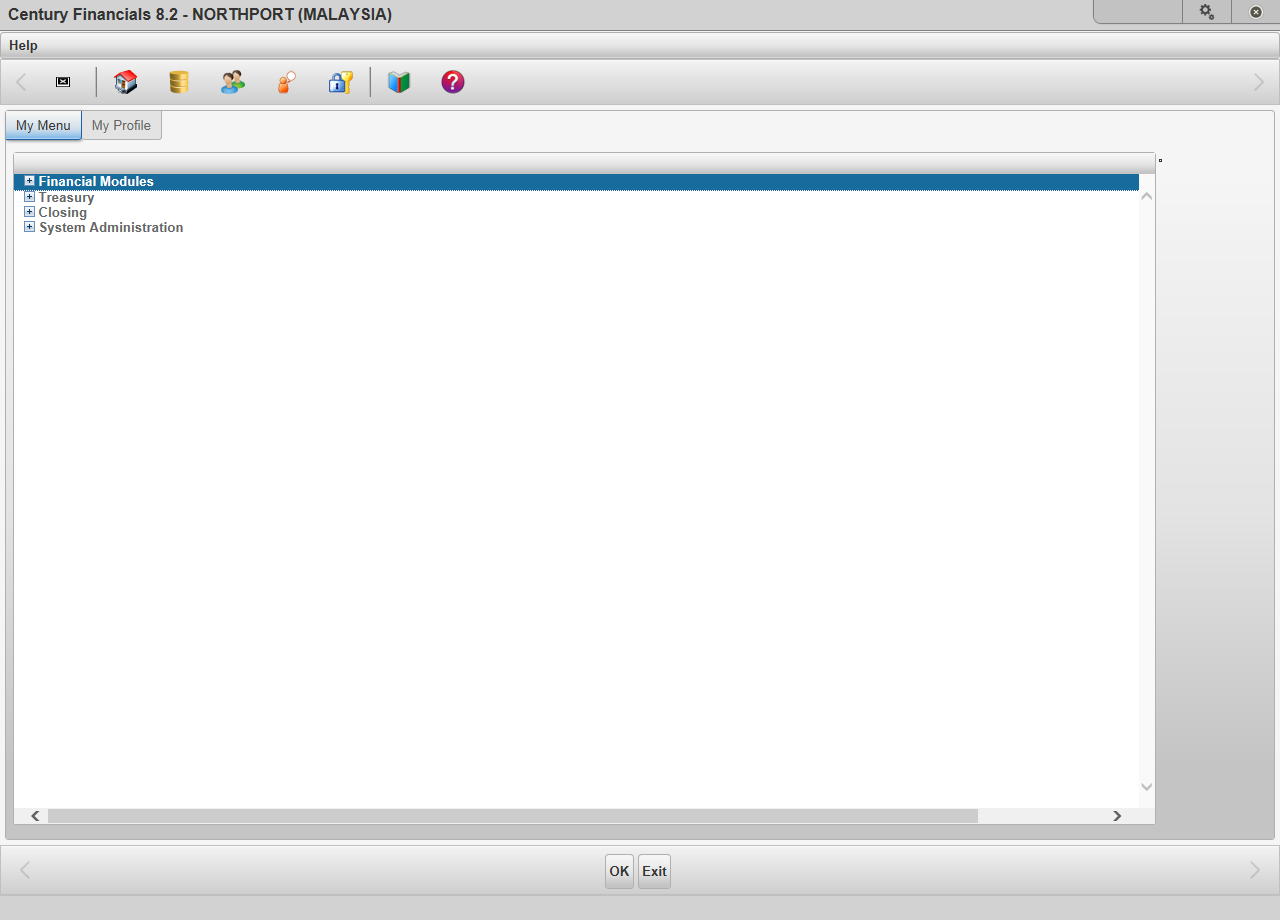 Century Financials 8.2 - NORTHPORT (MALAYSIA)
Help
My Menu My Profile
Financial Modules
Treasury
Closing
System Administration
OK Exit